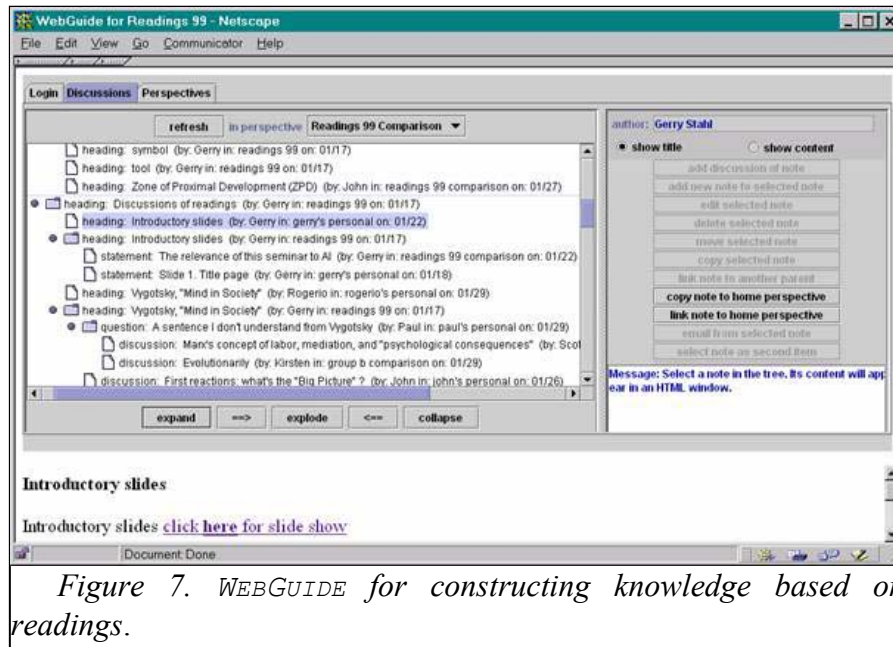 WebGuide for Readings 99 - Netscape
File Edit View Go Communicator Help
Login Discussions Perspectives
refresh in perspective Readings 99 Comparison
heading: symbol (by: Gerry in: readings 99 on: 01/17)
heading: tool (by: Gerry in: readings 99 on: 01/17)
heading: Zone of Proximal Development (ZPD) (by: John in: readings 99 comparison on: 01/27)
heading: Discussions of readings (by: Gerry in: readings 99 on: 01/17)
heading: Introductory slides (by: Gerry in: gerry's personal on: 01/22)
heading: Introductory slides (by: Gerry in: readings 99 on: 01/17)
statement: The relevance of this seminar to AI (by: Gerry in: readings 99 comparison on: 01/22)
statement: Slide 1. Title page (by: Gerry in: gerry's personal on: 01/18)
heading: Vygotsky, "Mind in Society" (by: Rogerio in: rogerio's personal on: 01/29)
heading: Vygotsky, "Mind in Society" (by: Gerry in: readings 99 on: 01/17)
question: A sentence I don't understand from Vygotsky (by: Paul in: paul's personal on: 01/29)
discussion: Marx's concept of labor, mediation, and "psychological consequences" (by: Scot
discussion: Evolutionarily (by: Kirsten in: group b comparison on: 01/29)
discussion: First reactions: what's the "Big Picture" ? (by: John in: john's personal on: 01/26)
expand ==> explode <== collapse
author: Gerry Stahl
show title show content
add discussion of note
add new note to selected note
edit selected note
delete selected note
move selected note
copy selected note
link note to another parent
copy note to home perspective
link note to home perspective
email from selected note
select note as second item
Message: Select a note in the tree. Its content will app
ear in an HTML window.
Introductory slides
Introductory slides click here for slide show
Document: Done
Figure 7. WEBGUIDE for constructing knowledge based on
readings.